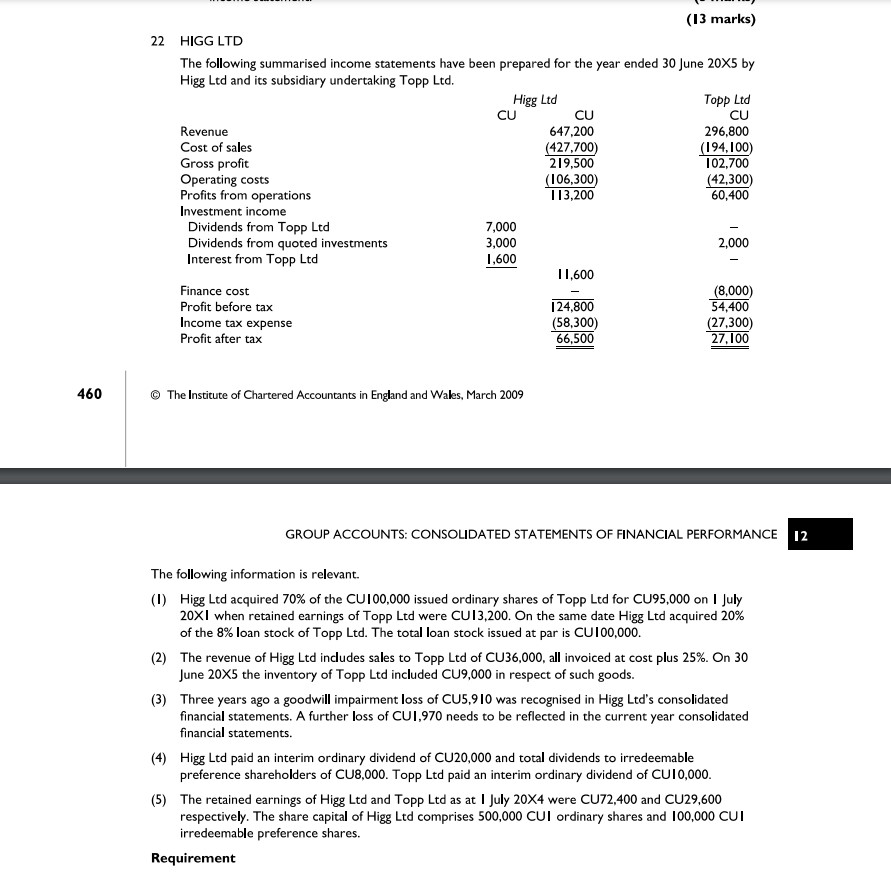 (13 marks)
22 HIGG LTD
The following summarised income statements have been prepared for the year ended 30 June 20X5 by
Higg Ltd and its subsidiary undertaking Topp Ltd.
Higg Ltd Topp Ltd
CU CU CU
Revenue 647,200 296,800
Cost of sales (427,700) (194,100)
Gross profit 219,500 102,700
Operating costs (106,300) (42,300)
Profits from operations 113,200 60,400
Investment income
Dividends from Topp Ltd 7,000 –
Dividends from quoted investments 3,000 2,000
Interest from Topp Ltd 1,600 –
11,600
Finance cost – (8,000)
Profit before tax 124,800 54,400
Income tax expense (58,300) (27,300)
Profit after tax 66,500 27,100
460 © The Institute of Chartered Accountants in England and Wales, March 2009
GROUP ACCOUNTS: CONSOLIDATED STATEMENTS OF FINANCIAL PERFORMANCE 12
The following information is relevant.
(1) Higg Ltd acquired 70% of the CU100,000 issued ordinary shares of Topp Ltd for CU95,000 on 1 July
20X1 when retained earnings of Topp Ltd were CU13,200. On the same date Higg Ltd acquired 20%
of the 8% loan stock of Topp Ltd. The total loan stock issued at par is CU100,000.
(2) The revenue of Higg Ltd includes sales to Topp Ltd of CU36,000, all invoiced at cost plus 25%. On 30
June 20X5 the inventory of Topp Ltd included CU9,000 in respect of such goods.
(3) Three years ago a goodwill impairment loss of CU5,910 was recognised in Higg Ltd's consolidated
financial statements. A further loss of CU1,970 needs to be reflected in the current year consolidated
financial statements.
(4) Higg Ltd paid an interim ordinary dividend of CU20,000 and total dividends to irredeemable
preference shareholders of CU8,000. Topp Ltd paid an interim ordinary dividend of CU10,000.
(5) The retained earnings of Higg Ltd and Topp Ltd as at 1 July 20X4 were CU72,400 and CU29,600
respectively. The share capital of Higg Ltd comprises 500,000 CU1 ordinary shares and 100,000 CU1
irredeemable preference shares.
Requirement